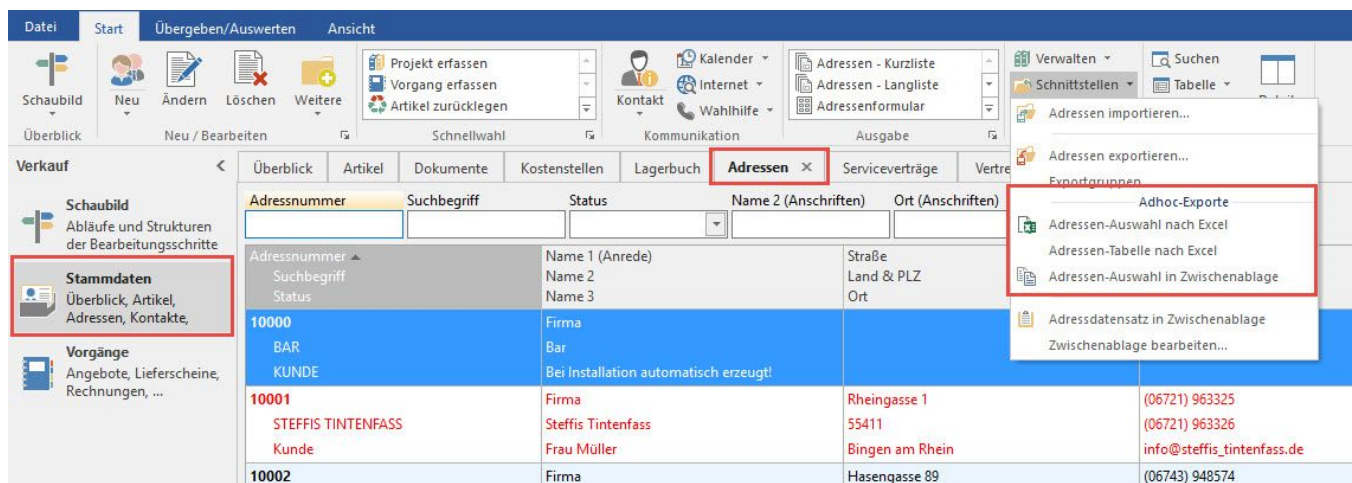 Datei Start Übergeben/Auswerten Ansicht
Schaubild
Neu
Ändern
Löschen
Weitere
Projekt erfassen
Vorgang erfassen
Artikel zurücklegen
Kontakt
Kalender
Internet
Wahlhilfe
Adressen - Kurzliste
Adressen - Langliste
Adressenformular
Verwalten
Schnittstellen
Suchen
Tabelle
Überblick
Neu / Bearbeiten
Schnellwahl
Kommunikation
Ausgabe
Adressen importieren...
Adressen exportieren...
Exportgruppen
Adhoc-Exporte
Adressen-Auswahl nach Excel
Adressen-Tabelle nach Excel
Adressen-Auswahl in Zwischenablage
Adressdatensatz in Zwischenablage
Zwischenablage bearbeiten...
Verkauf
Schaubild
Abläufe und Strukturen
der Bearbeitungsschritte
Stammdaten
Überblick, Artikel,
Adressen, Kontakte,
Vorgänge
Angebote, Lieferscheine,
Rechnungen, ...
Überblick Artikel Dokumente Kostenstellen Lagerbuch Adressen Serviceverträge
Adressnummer Suchbegriff Status Name 2 (Anschriften) Ort (Anschriften)
Adressnummer Name 1 (Anrede) Straße
Suchbegriff Name 2 Land & PLZ
Status Name 3 Ort
10000 Firma
BAR Bar
KUNDE Bei Installation automatisch erzeugt!
10001 Firma Rheingasse 1 (06721) 963325
STEFFIS TINTENFASS Steffis Tintenfass 55411 (06721) 963326
Kunde Frau Müller Bingen am Rhein info@steffis_tintenfass.de
10002 Firma Hasengasse 89 (06743) 948574